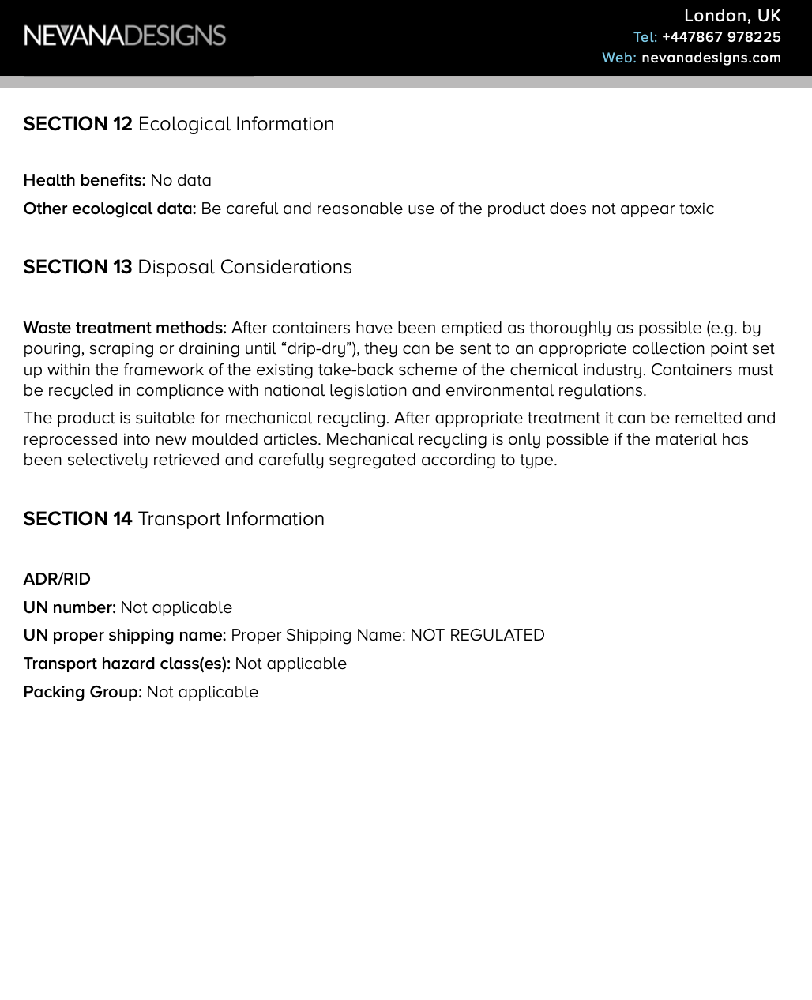 NEVANADESIGNS
London, UK
Tel: +447867 978225
Web: nevanadesigns.com
SECTION 12 Ecological Information
Health benefits: No data
Other ecological data: Be careful and reasonable use of the product does not appear toxic
SECTION 13 Disposal Considerations
Waste treatment methods: After containers have been emptied as thoroughly as possible (e.g. by
pouring, scraping or draining until “drip-dry”), they can be sent to an appropriate collection point set
up within the framework of the existing take-back scheme of the chemical industry. Containers must
be recycled in compliance with national legislation and environmental regulations.
The product is suitable for mechanical recycling. After appropriate treatment it can be remelted and
reprocessed into new moulded articles. Mechanical recycling is only possible if the material has
been selectively retrieved and carefully segregated according to type.
SECTION 14 Transport Information
ADR/RID
UN number: Not applicable
UN proper shipping name: Proper Shipping Name: NOT REGULATED
Transport hazard class(es): Not applicable
Packing Group: Not applicable